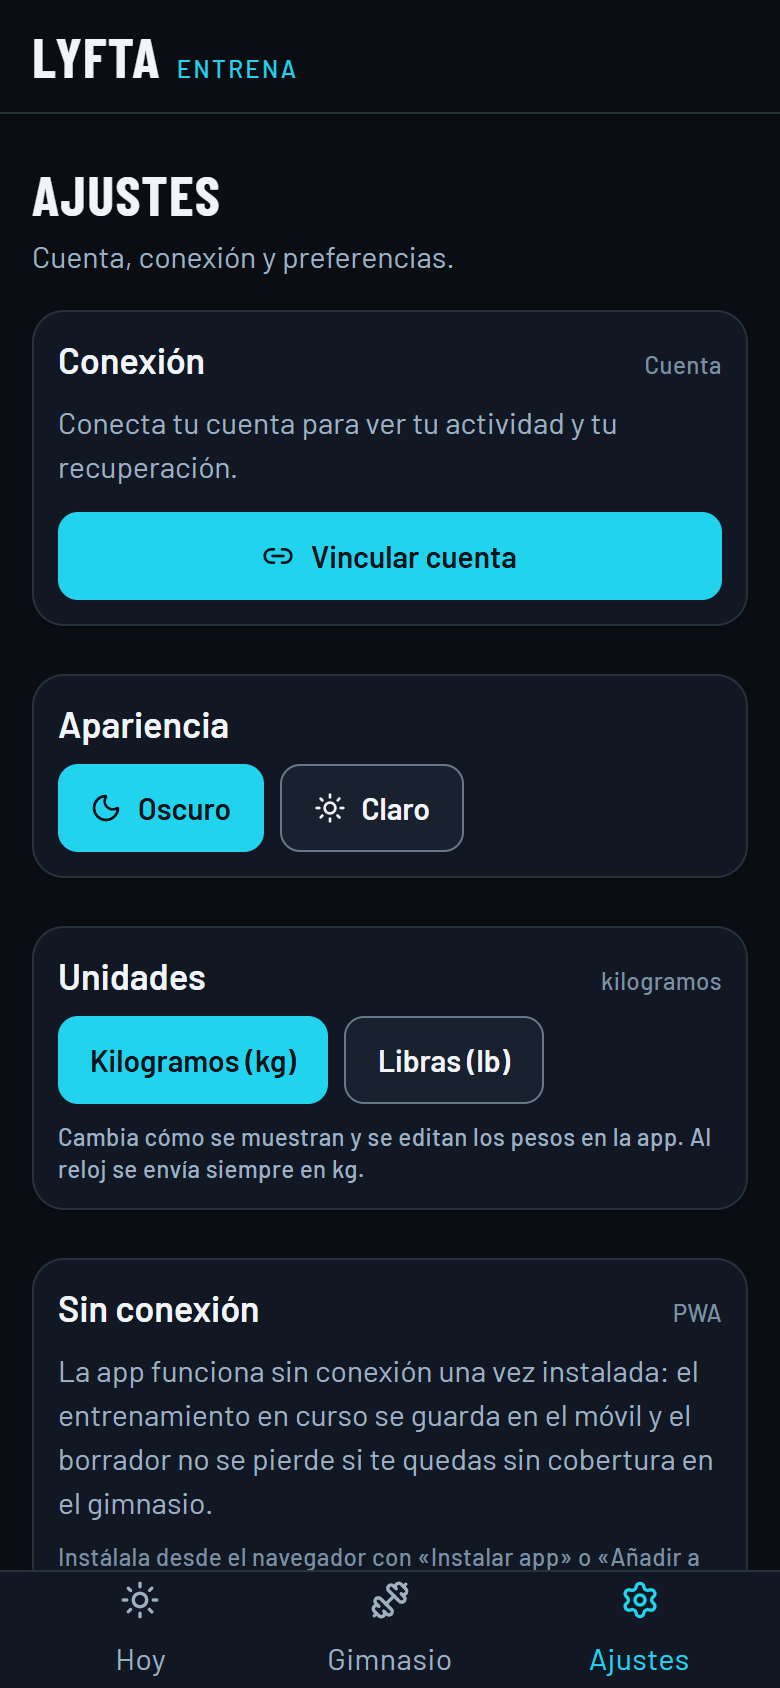 LYFTA ENTRENA
AJUSTES
Cuenta, conexión y preferencias.
Conexión
Cuenta
Conecta tu cuenta para ver tu actividad y tu
recuperación.
Vincular cuenta
Apariencia
Oscuro
Claro
Unidades
kilogramos
Kilogramos (kg)
Libras (lb)
Cambia cómo se muestran y se editan los pesos en la app. Al
reloj se envía siempre en kg.
Sin conexión
PWA
La app funciona sin conexión una vez instalada: el
entrenamiento en curso se guarda en el móvil y el
borrador no se pierde si te quedas sin cobertura en
el gimnasio.
Instálala desde el navegador con «Instalar app» o «Añadir a
Hoy
Gimnasio
Ajustes